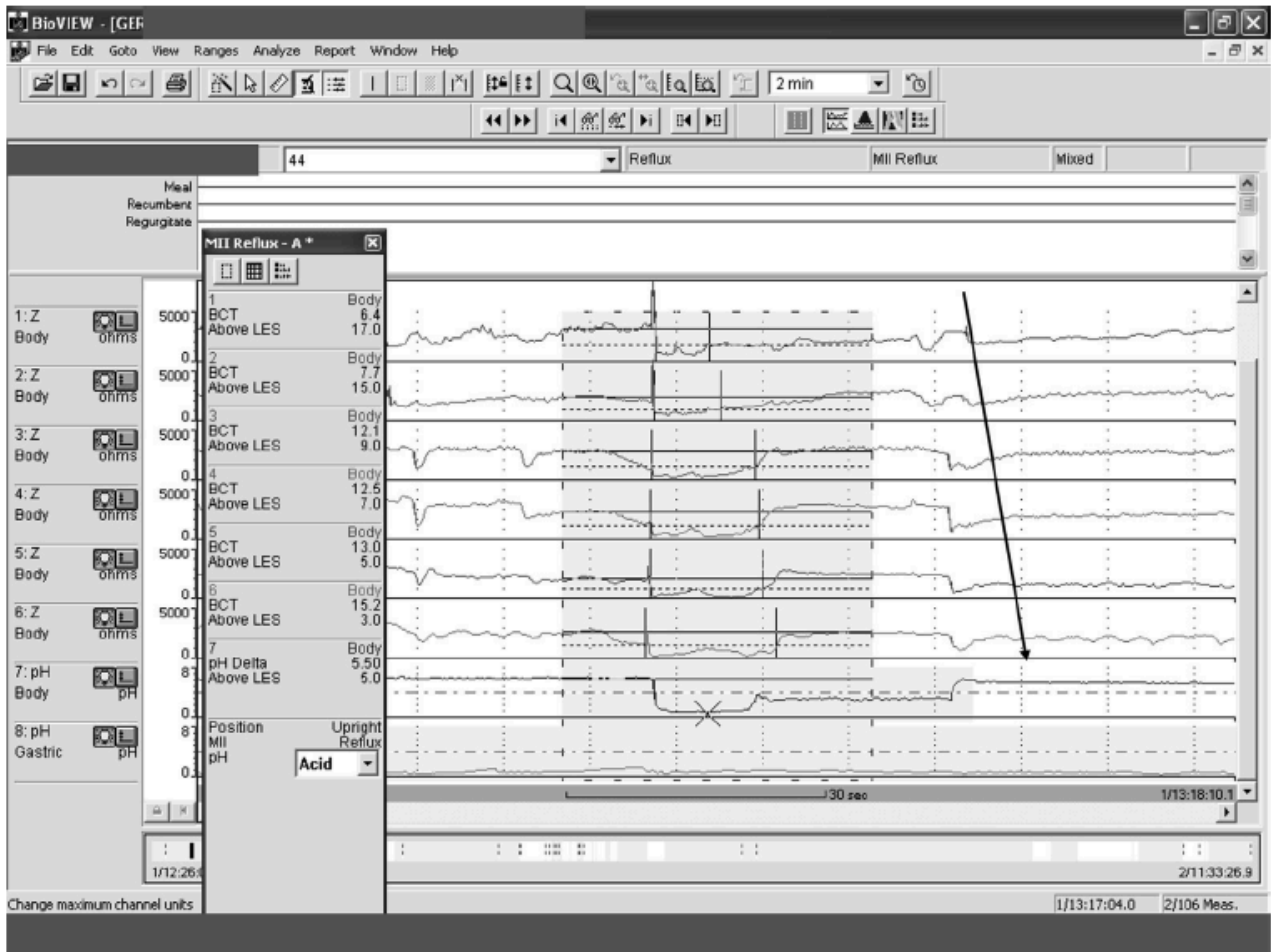 BioVIEW - [GER
File Edit Goto View Ranges Analyze Report Window Help
2 min
44 Reflux MII Reflux Mixed
Meal
Recumbent
Regurgitate
MII Reflux - A *
1 Body
BCT 6.4
Above LES 17.0
2 Body
BCT 7.7
Above LES 15.0
3 Body
BCT 12.1
Above LES 9.0
4 Body
BCT 12.5
Above LES 7.0
5 Body
BCT 13.0
Above LES 5.0
6 Body
BCT 15.2
Above LES 3.0
7 Body
pH Delta 5.50
Above LES 5.0
Position Upright
MII Reflux
pH Acid
1: Z 5000
Body ohms
0
2: Z 5000
Body ohms
0
3: Z 5000
Body ohms
0
4: Z 5000
Body ohms
0
5: Z 5000
Body ohms
0
6: Z 5000
Body ohms
0
7: pH 8
Body pH
0
8: pH 8
Gastric pH
0
30 sec 1/13:18:10.1
1/12:26: 2/11:33:26.9
Change maximum channel units 1/13:17:04.0 2/106 Meas.